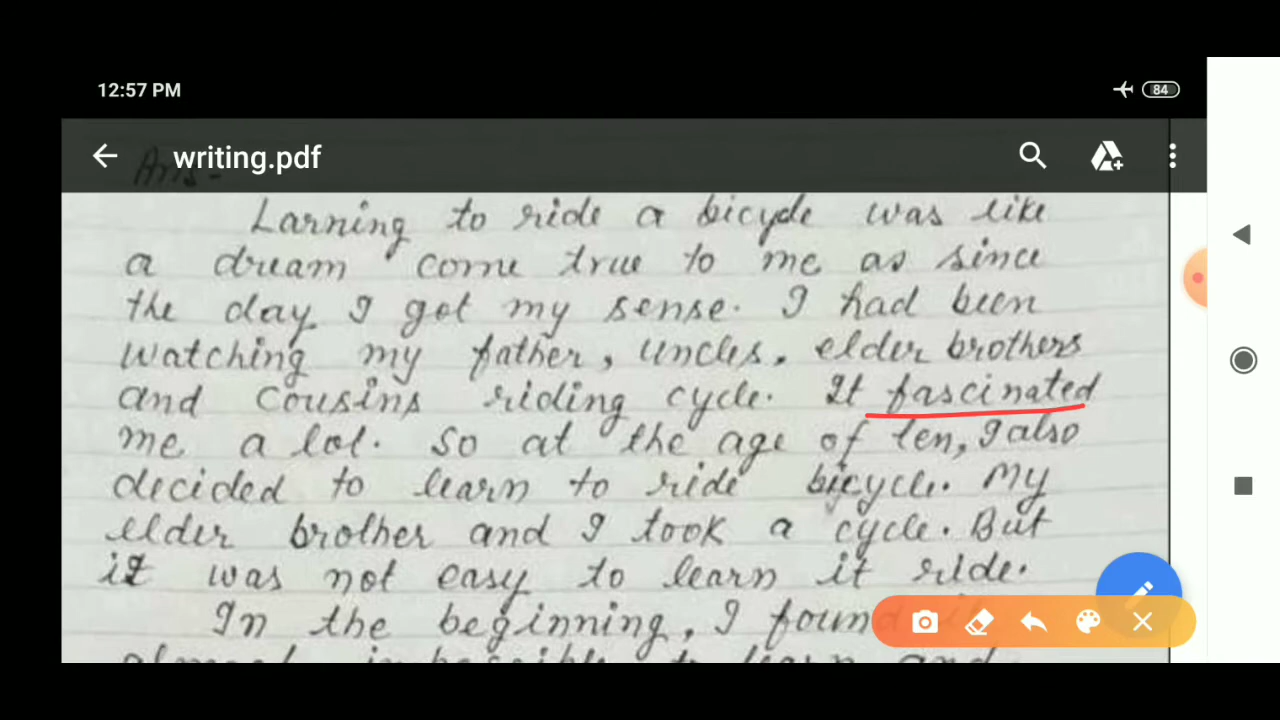 12:57 PM
84
writing.pdf
Ans-
Larning to ride a bicycle was like
a dream come true to me as since
the day I got my sense. I had been
watching my father, uncles, elder brothers
and cousins riding cycle. It fascinated
me a lot. So at the age of ten, I also
decided to learn to ride bicycle. My
elder brother and I took a cycle. But
it was not easy to learn it ride.
In the beginning, I found